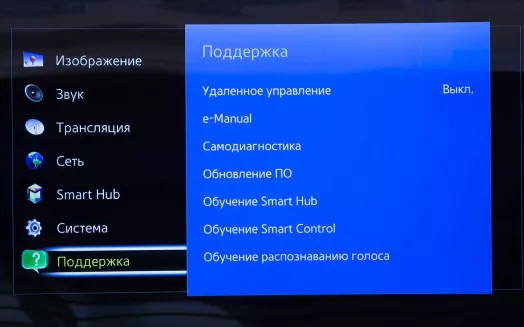 Изображение
Звук
Трансляция
Сеть
Smart Hub
Система
Поддержка
Поддержка
Удаленное управление Выкл.
e-Manual
Самодиагностика
Обновление ПО
Обучение Smart Hub
Обучение Smart Control
Обучение распознаванию голоса